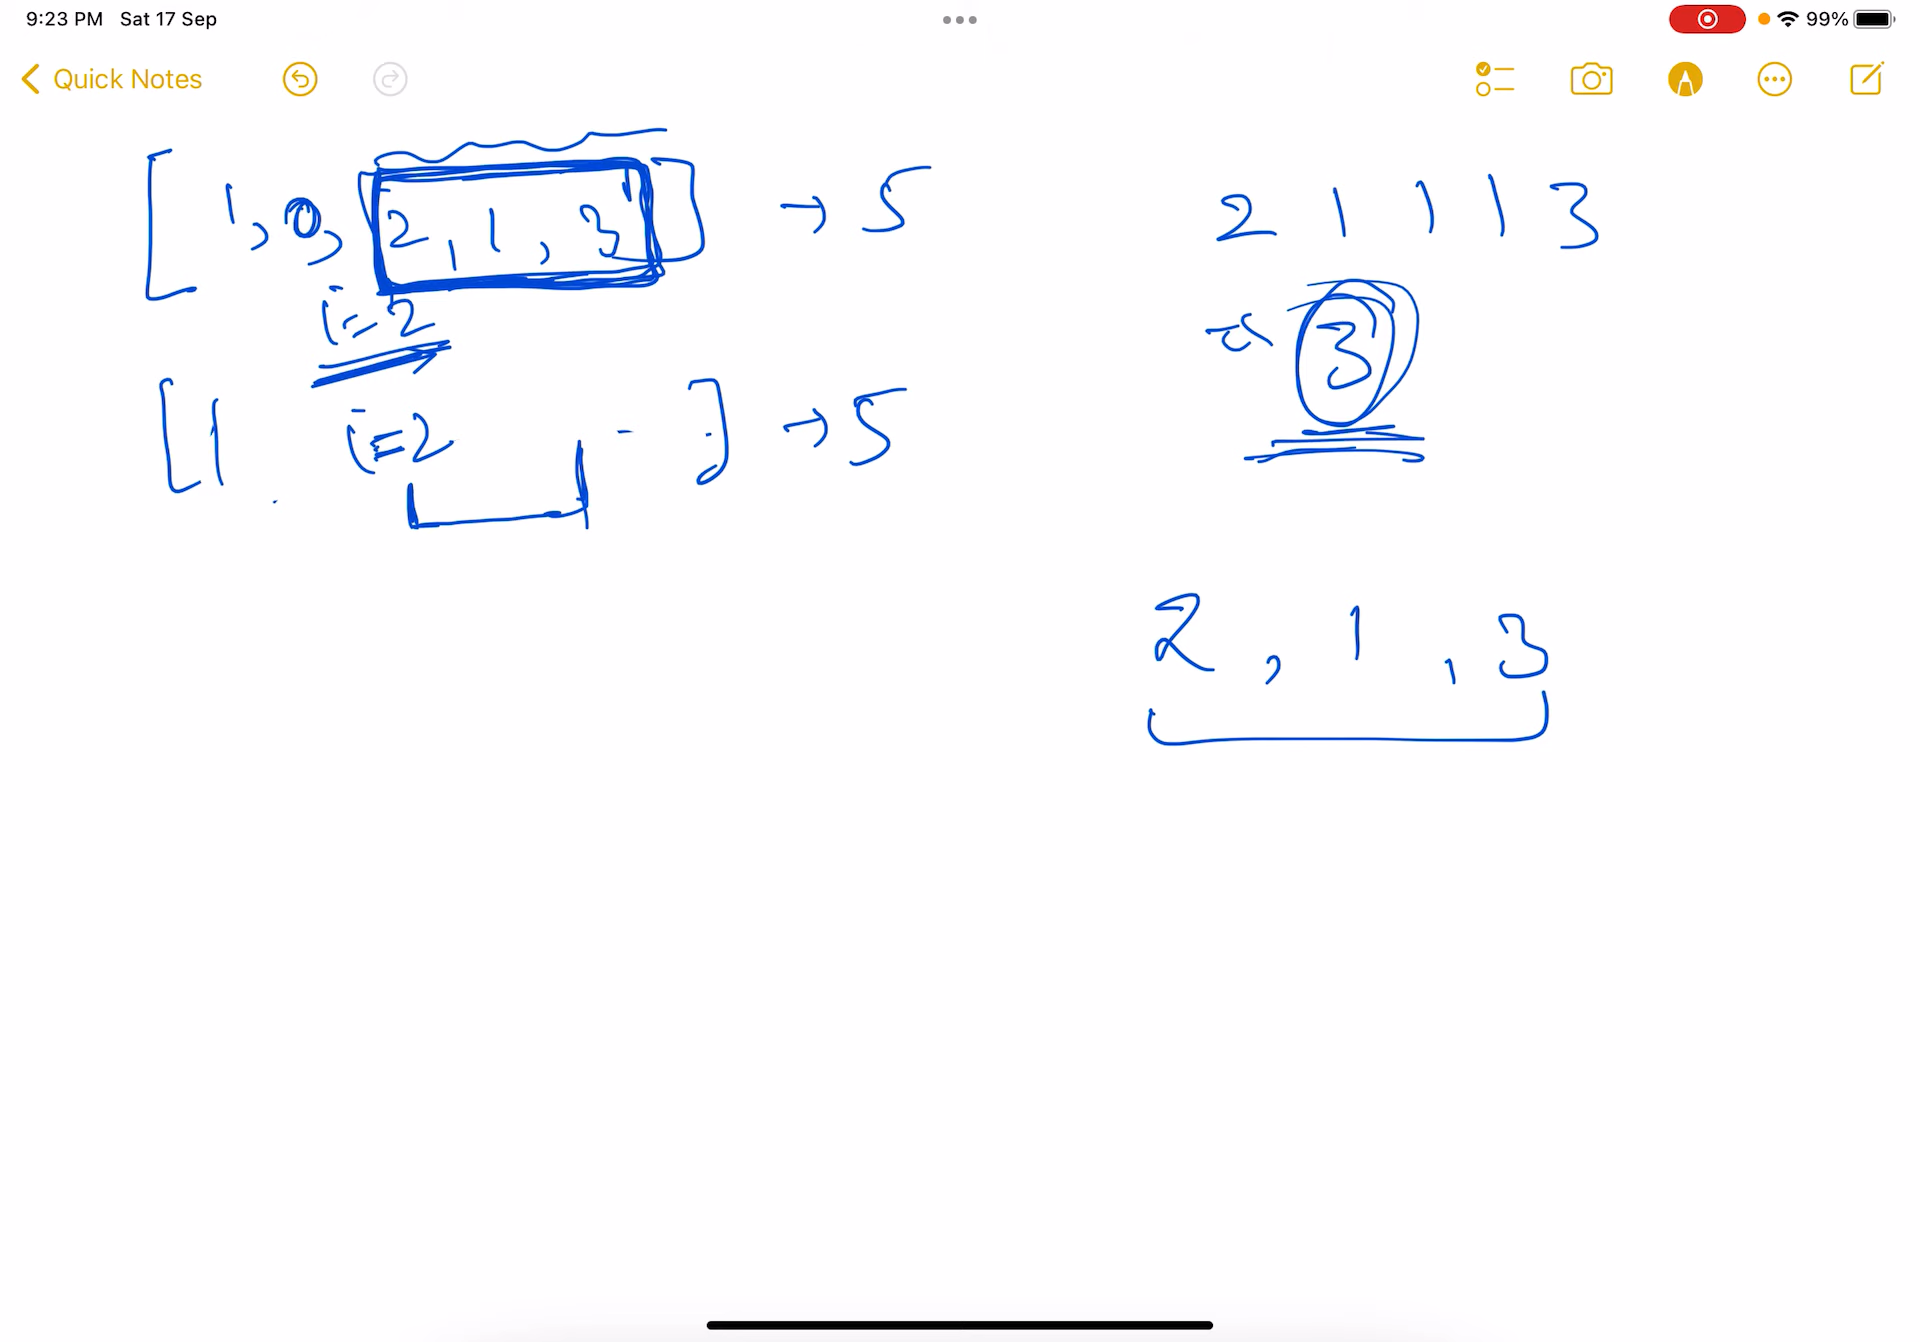 9:23 PM Sat 17 Sep
99%
Quick Notes
[ 1, 0, 2, 1, 3 ] → 5
2 1 1 1 3
i=2
3
[ 1 i=2 - ] → 5
2, 1, 3